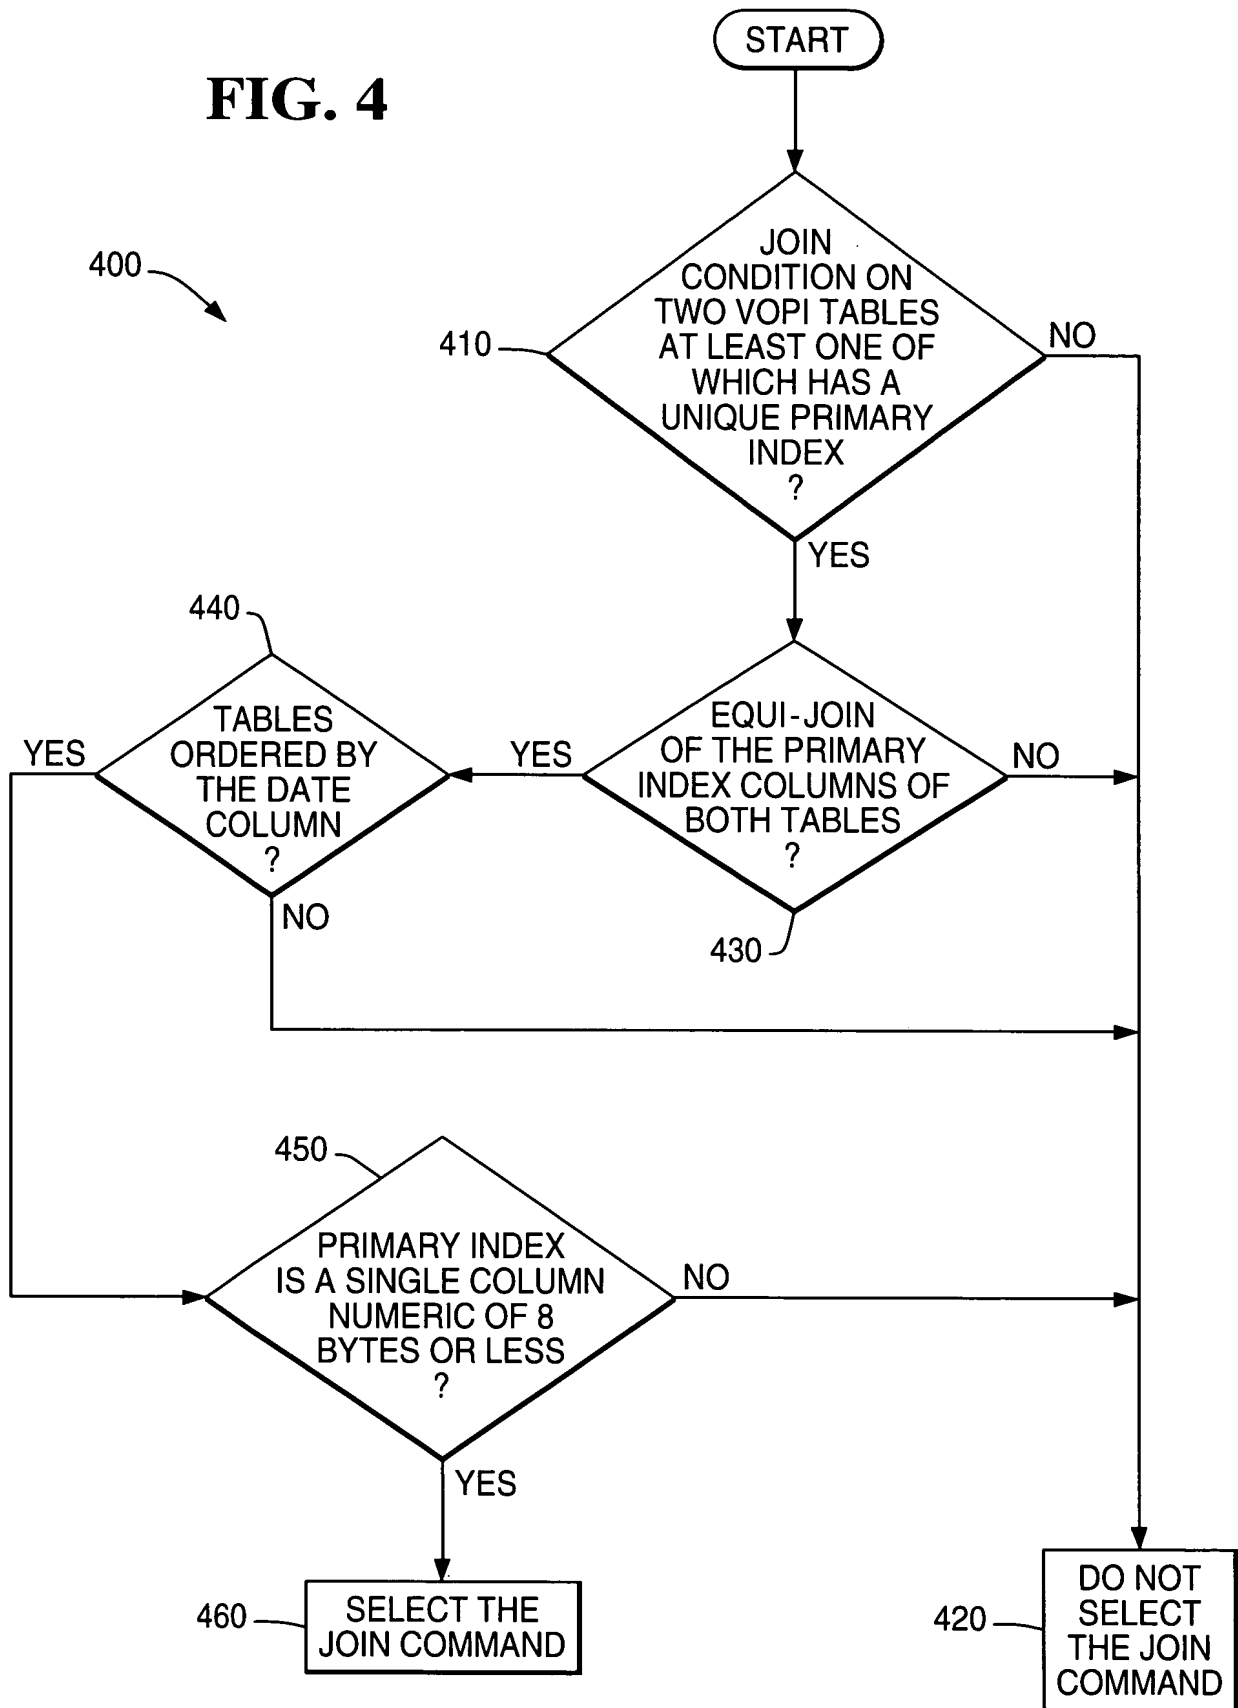 START
FIG. 4
400
JOIN
CONDITION ON
TWO VOPI TABLES
AT LEAST ONE OF
WHICH HAS A
UNIQUE PRIMARY
INDEX
?
410
NO
YES
440
TABLES
ORDERED BY
THE DATE
COLUMN
?
YES
NO
YES
EQUI-JOIN
OF THE PRIMARY
INDEX COLUMNS OF
BOTH TABLES
?
NO
430
450
PRIMARY INDEX
IS A SINGLE COLUMN
NUMERIC OF 8
BYTES OR LESS
?
NO
YES
460
SELECT THE
JOIN COMMAND
420
DO NOT
SELECT
THE JOIN
COMMAND